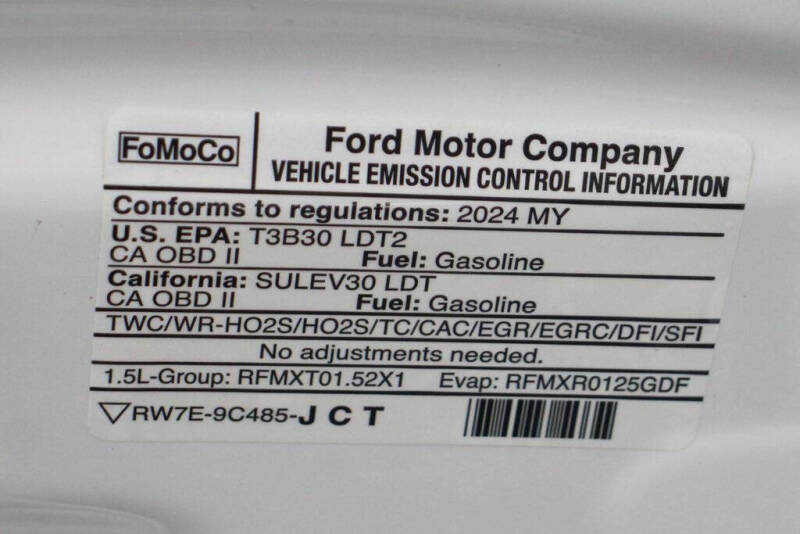 FoMoCo
Ford Motor Company
VEHICLE EMISSION CONTROL INFORMATION
Conforms to regulations: 2024 MY
U.S. EPA: T3B30 LDT2
CA OBD II Fuel: Gasoline
California: SULEV30 LDT
CA OBD II Fuel: Gasoline
TWC/WR-HO2S/HO2S/TC/CAC/EGR/EGRC/DFI/SFI
No adjustments needed.
1.5L-Group: RFMXT01.52X1 Evap: RFMXR0125GDF
RW7E-9C485-J C T